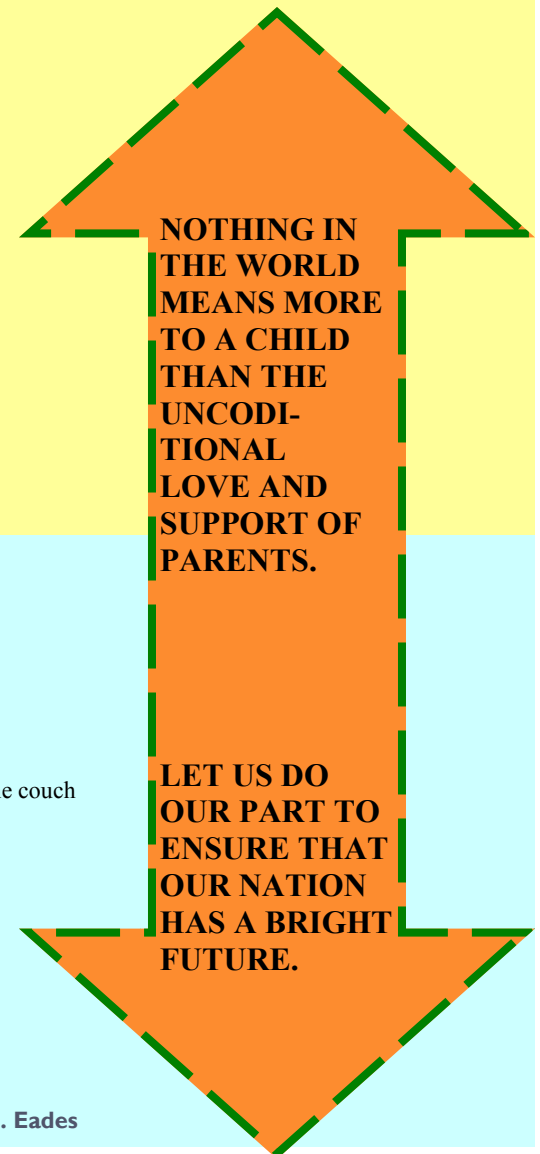 NOTHING IN
THE WORLD
MEANS MORE
TO A CHILD
THAN THE
UNCODI-
TIONAL
LOVE AND
SUPPORT OF
PARENTS.
LET US DO
OUR PART TO
ENSURE THAT
OUR NATION
HAS A BRIGHT
FUTURE.
couch
. Eades